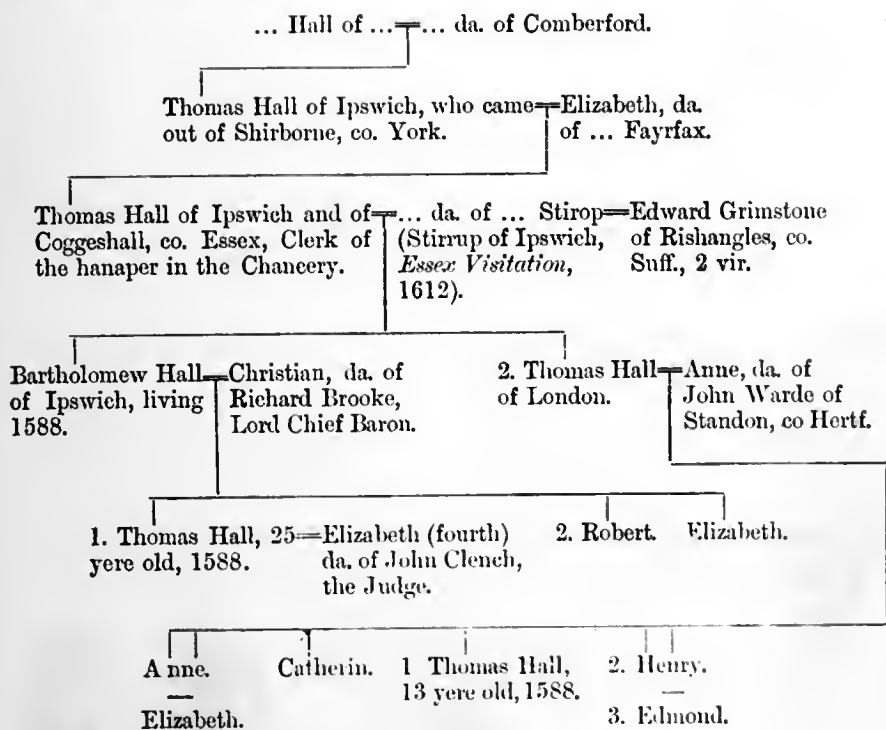 ... Hall of ... ... da. of Comberford.
Thomas Hall of Ipswich, who came
out of Shirborne, co. York.
Elizabeth, da.
of ... Fayrfax.
Thomas Hall of Ipswich and of
Coggeshall, co. Essex, Clerk of
the hanaper in the Chancery.
... da. of ... Stirop
(Stirrup of Ipswich,
Essex Visitation,
1612).
Edward Grimstone
of Rishangles, co.
Suff., 2 vir.
Bartholomew Hall
of Ipswich, living
1588.
Christian, da. of
Richard Brooke,
Lord Chief Baron.
2. Thomas Hall
of London.
Anne, da. of
John Warde of
Standon, co Hertf.
1. Thomas Hall, 25
yere old, 1588.
Elizabeth (fourth)
da. of John Clench,
the Judge.
2. Robert.
Elizabeth.
Anne.
—
Elizabeth.
Catherin.
1 Thomas Hall,
13 yere old, 1588.
2. Henry.
—
3. Edmond.